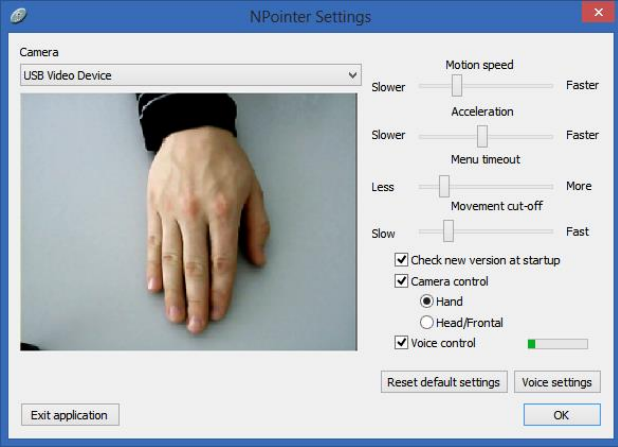 NPointer Settings
Camera
USB Video Device
Motion speed
Slower Faster
Acceleration
Slower Faster
Menu timeout
Less More
Movement cut-off
Slow Fast
Check new version at startup
Camera control
Hand
Head/Frontal
Voice control
Reset default settings Voice settings
Exit application OK